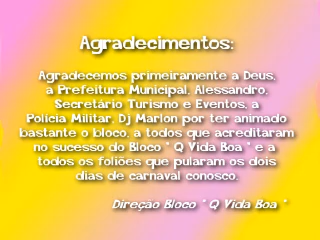 Agradecimentos:
Agradecemos primeiramente a Deus,
a Prefeitura Municipal, Alessandro,
Secretário Turismo e Eventos, a
Policia Militar, Dj Marlon por ter animado
bastante o bloco, a todos que acreditaram
no sucesso do Bloco " Q Vida Boa " e a
todos os foliões que pularam os dois
dias de carnaval conosco.
Direção Bloco " Q Vida Boa "